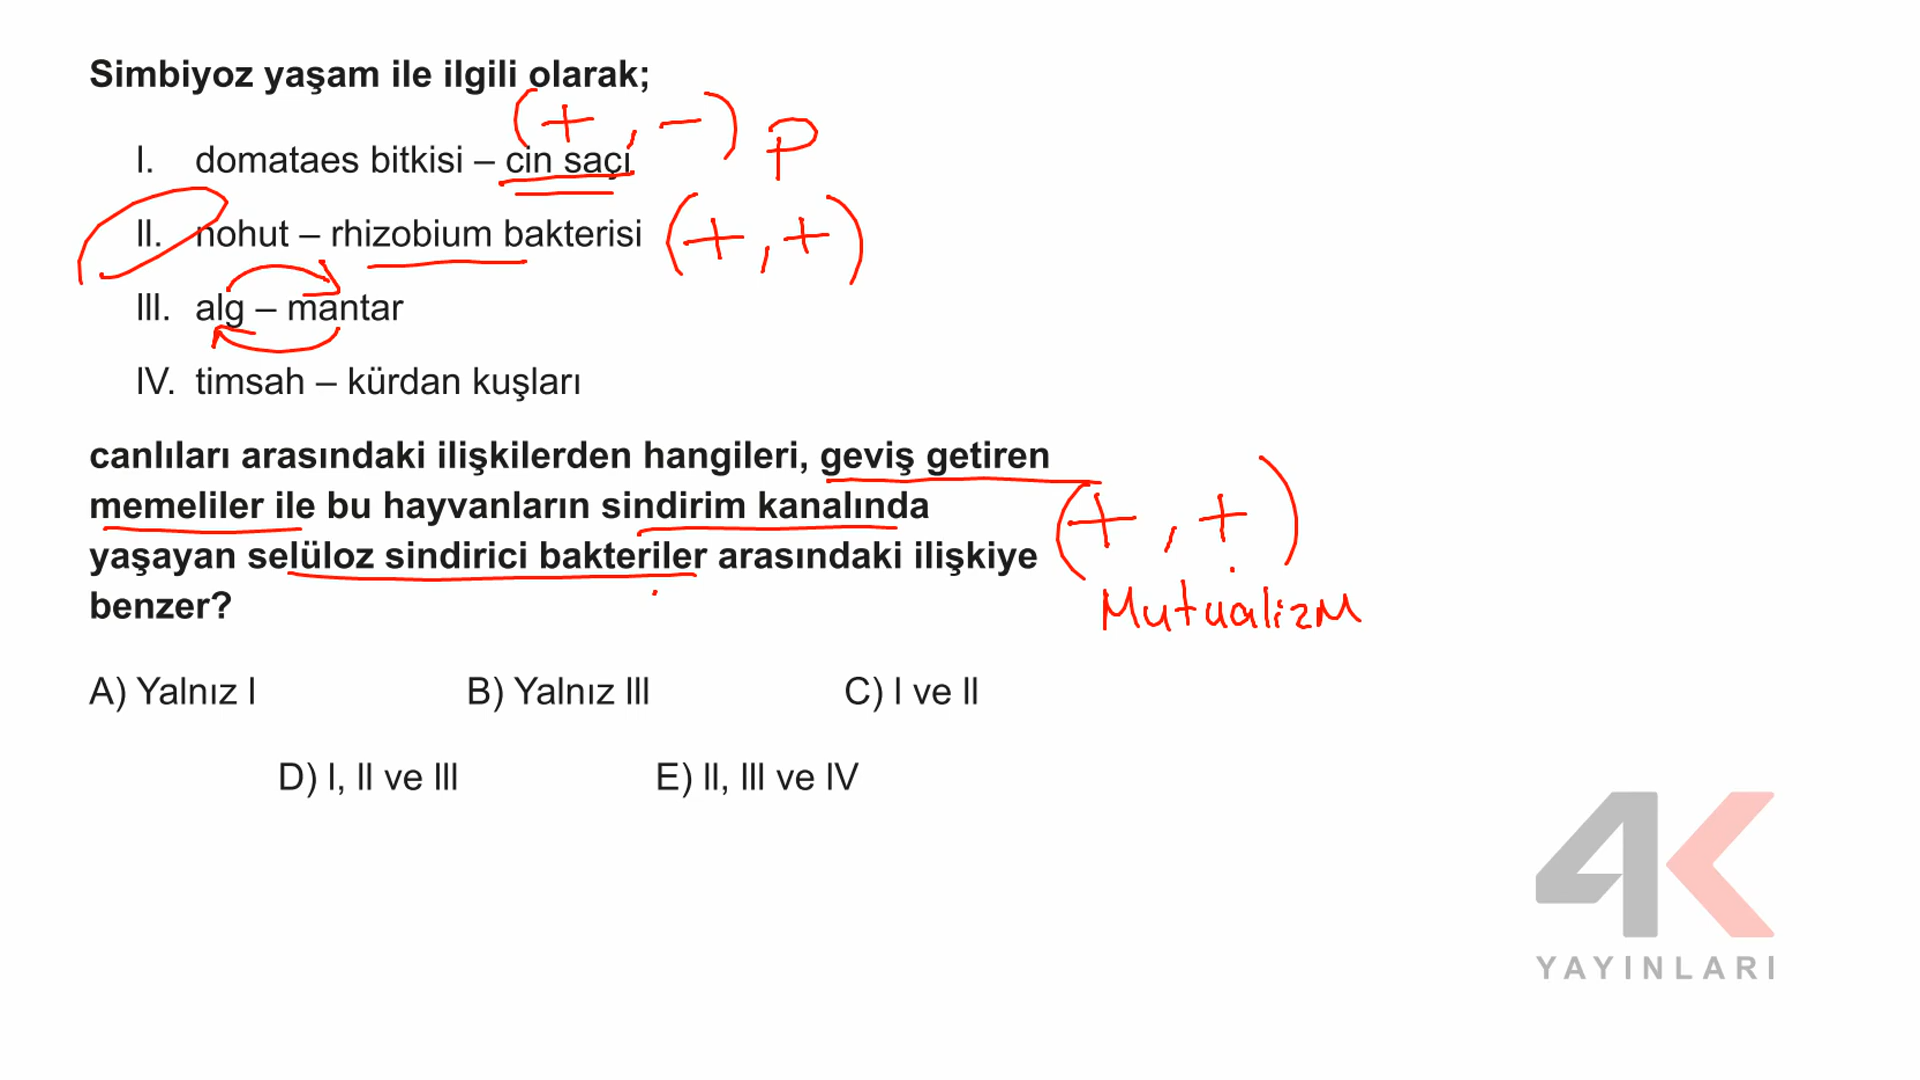 Simbiyoz yaşam ile ilgili olarak;
(+ , -) P
I. domataes bitkisi – cin saçı
II. nohut – rhizobium bakterisi (+ , +)
III. alg – mantar
IV. timsah – kürdan kuşları
canlıları arasındaki ilişkilerden hangileri, geviş getiren
memeliler ile bu hayvanların sindirim kanalında (+ , +)
yaşayan selüloz sindirici bakteriler arasındaki ilişkiye
benzer? Mutualizm
A) Yalnız I B) Yalnız III C) I ve II
D) I, II ve III E) II, III ve IV
4K
YAYINLARI